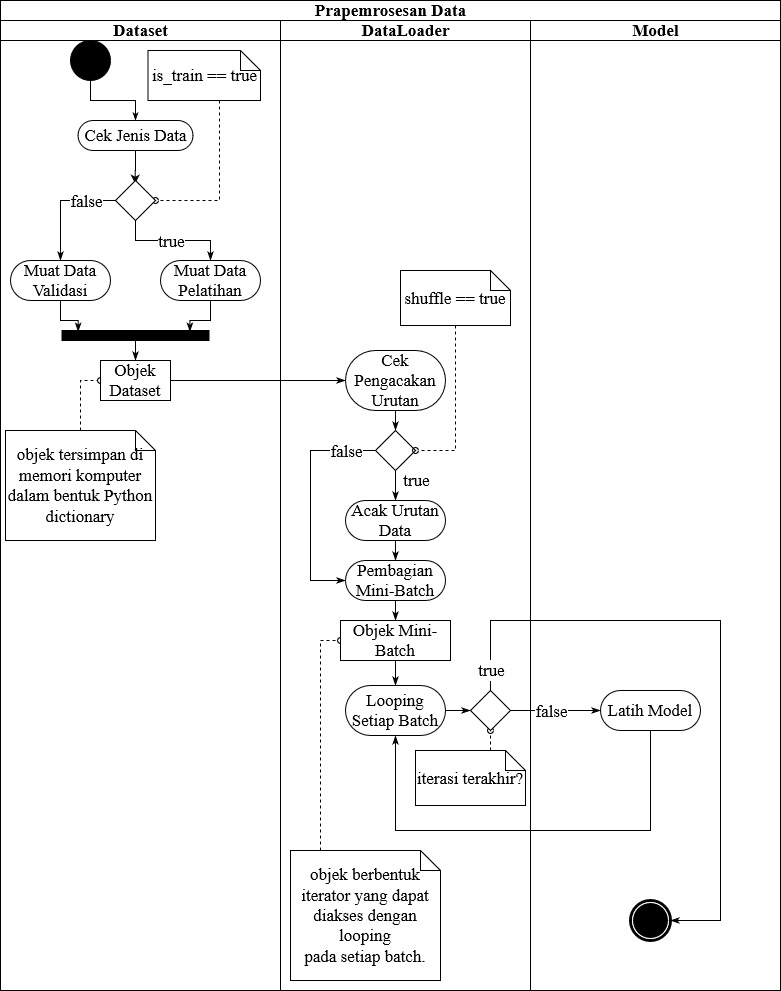 Prapemrosesan Data
Dataset
DataLoader
Model
is_train == true
Cek Jenis Data
false
true
Muat Data
Validasi
Muat Data
Pelatihan
Objek
Dataset
objek tersimpan di
memori komputer
dalam bentuk Python
dictionary
shuffle == true
Cek
Pengacakan
Urutan
false
true
Acak Urutan
Data
Pembagian
Mini-Batch
Objek Mini-
Batch
Looping
Setiap Batch
true
false
Latih Model
iterasi terakhir?
objek berbentuk
iterator yang dapat
diakses dengan
looping
pada setiap batch.